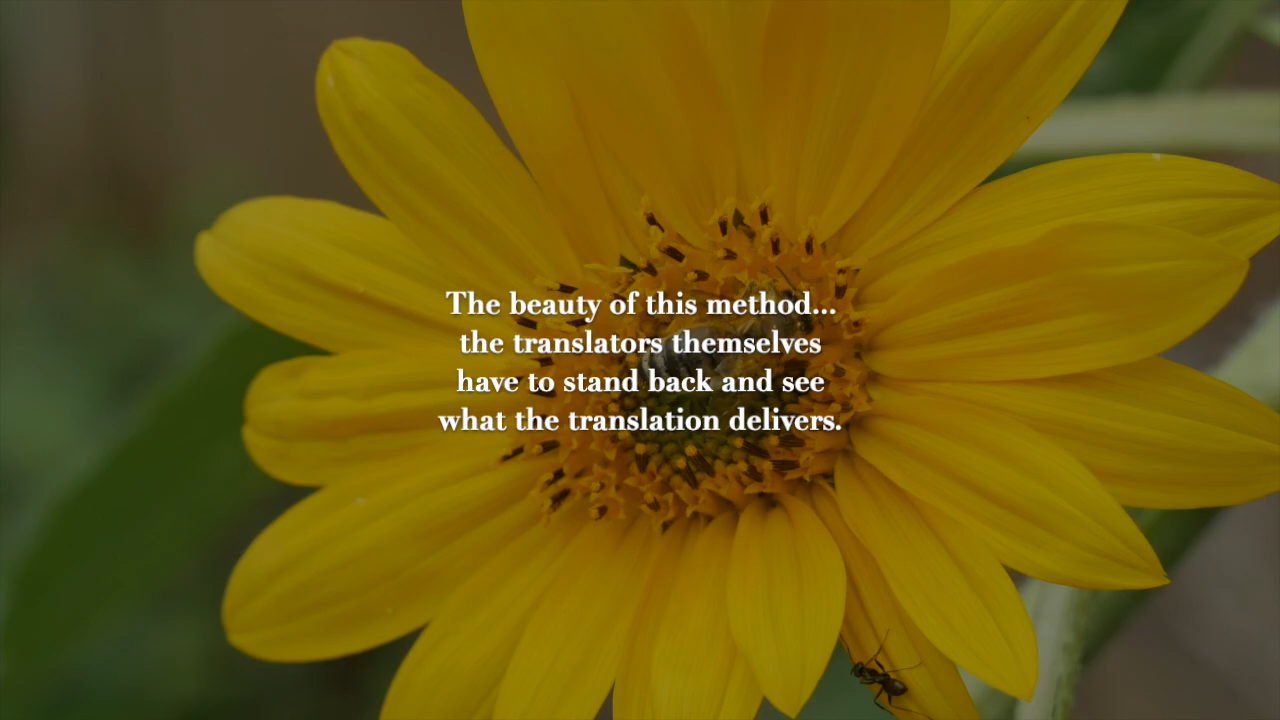 The beauty of this method...
the translators themselves
have to stand back and see
what the translation delivers.